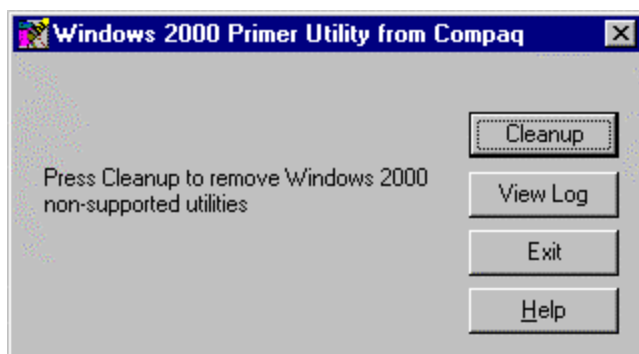 Windows 2000 Primer Utility from Compaq
Cleanup
Press Cleanup to remove Windows 2000
non-supported utilities
View Log
Exit
Help